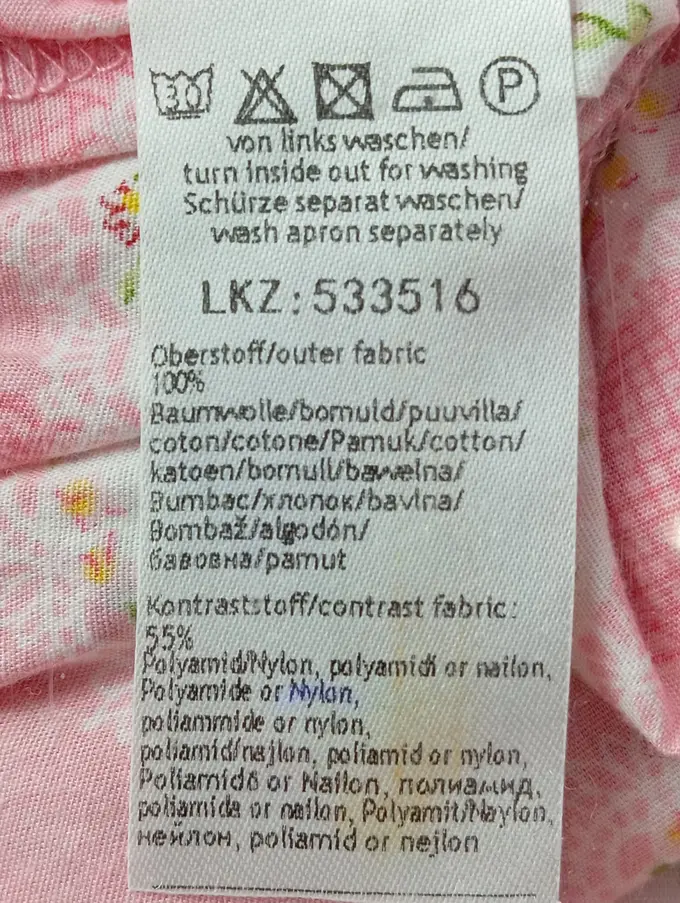 30 P
von links waschen/
turn inside out for washing
Schürze separat waschen/
wash apron separately
LKZ: 533516
Oberstoff/outer fabric
100%
Baumwolle/bomuld/puuvilla/
coton/cotone/Pamuk/cotton/
katoen/bomull/bawełna/
Bumbac/хлопок/bavlna/
Bombaž/algodón/
бавовна/pamut
Kontraststoff/contrast fabric:
55%
Polyamid/Nylon, polyamidi or nailon,
Polyamide or Nylon,
poliammide or nylon,
poliamid/najlon, poliamid or nylon,
Poliamidă or Nailon, полиамид,
poliamida or nailon, Polyamit/Naylon,
нейлон, poliamid or nejlon